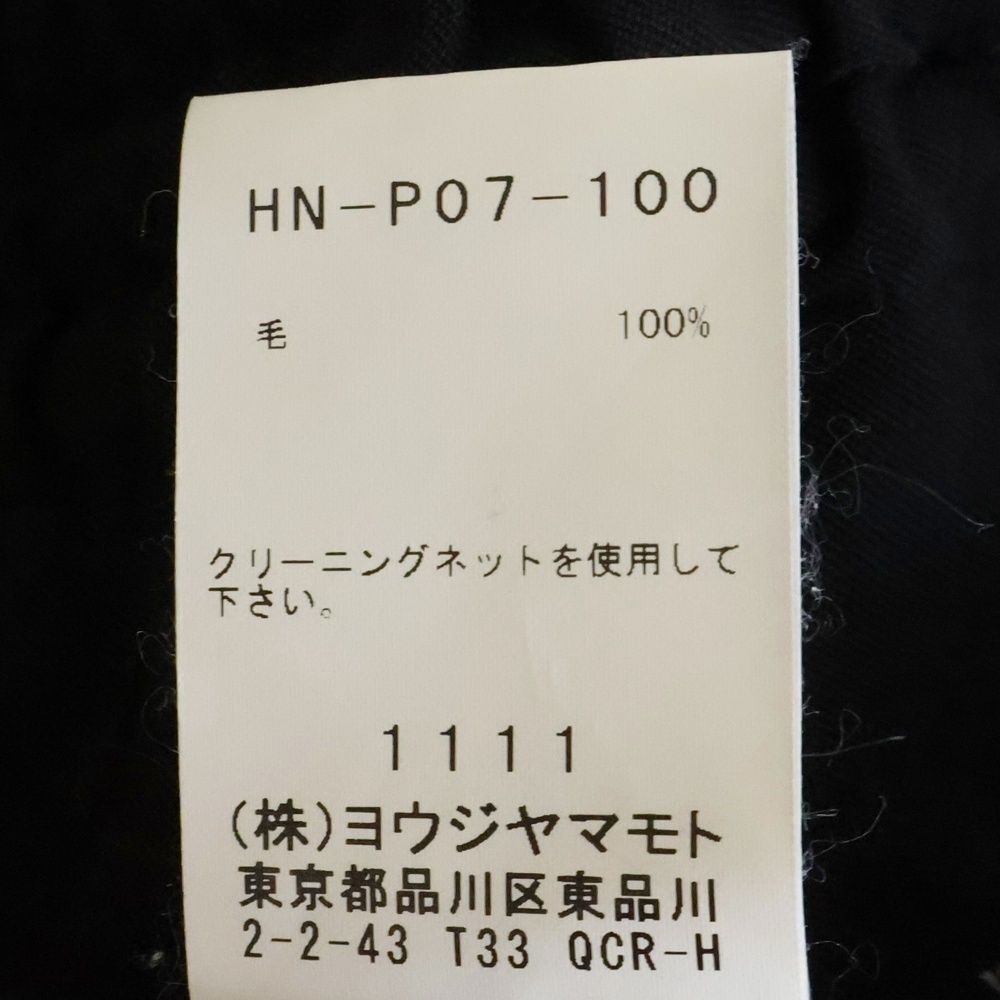 HN-P07-100
毛 100%
クリーニングネットを使用して
下さい。
1111
(株)ヨウジヤマモト
東京都品川区東品川
2-2-43 T33 QCR-H